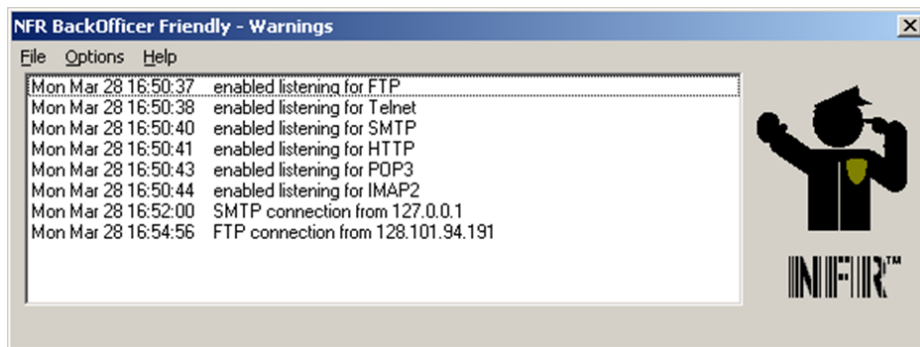 NFR BackOfficer Friendly - Warnings
File Options Help
Mon Mar 28 16:50:37 enabled listening for FTP
Mon Mar 28 16:50:38 enabled listening for Telnet
Mon Mar 28 16:50:40 enabled listening for SMTP
Mon Mar 28 16:50:41 enabled listening for HTTP
Mon Mar 28 16:50:43 enabled listening for POP3
Mon Mar 28 16:50:44 enabled listening for IMAP2
Mon Mar 28 16:52:00 SMTP connection from 127.0.0.1
Mon Mar 28 16:54:56 FTP connection from 128.101.94.191
NFR™